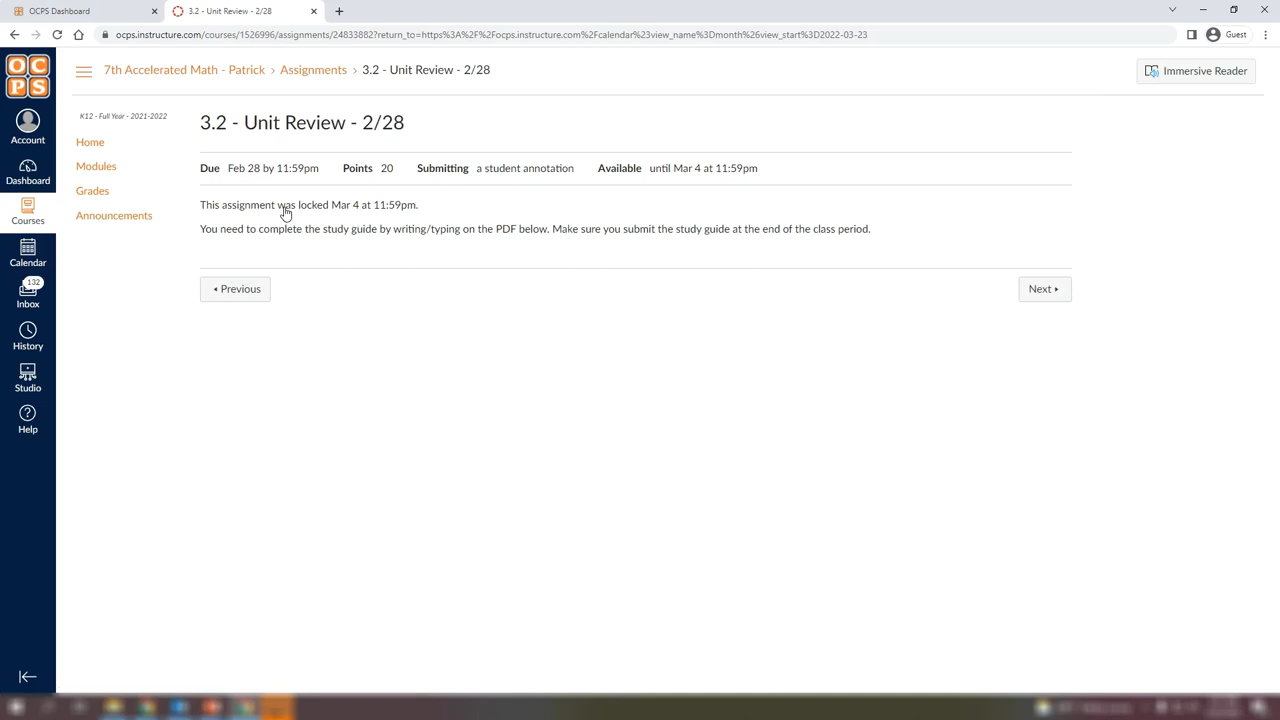 OCPS Dashboard
3.2 - Unit Review - 2/28
ocps.instructure.com/courses/1526996/assignments/24833882?return_to=https%3A%2F%2Focps.instructure.com%2Fcalendar%23view_name%3Dmonth%26view_start%3D2022-03-23
Guest
OC
PS
Account
Dashboard
Courses
Calendar
132
Inbox
History
Studio
Help
7th Accelerated Math - Patrick › Assignments › 3.2 - Unit Review - 2/28
Immersive Reader
K12 - Full Year - 2021-2022
Home
Modules
Grades
Announcements
3.2 - Unit Review - 2/28
Due Feb 28 by 11:59pm Points 20 Submitting a student annotation Available until Mar 4 at 11:59pm
This assignment was locked Mar 4 at 11:59pm.
You need to complete the study guide by writing/typing on the PDF below. Make sure you submit the study guide at the end of the class period.
Previous
Next